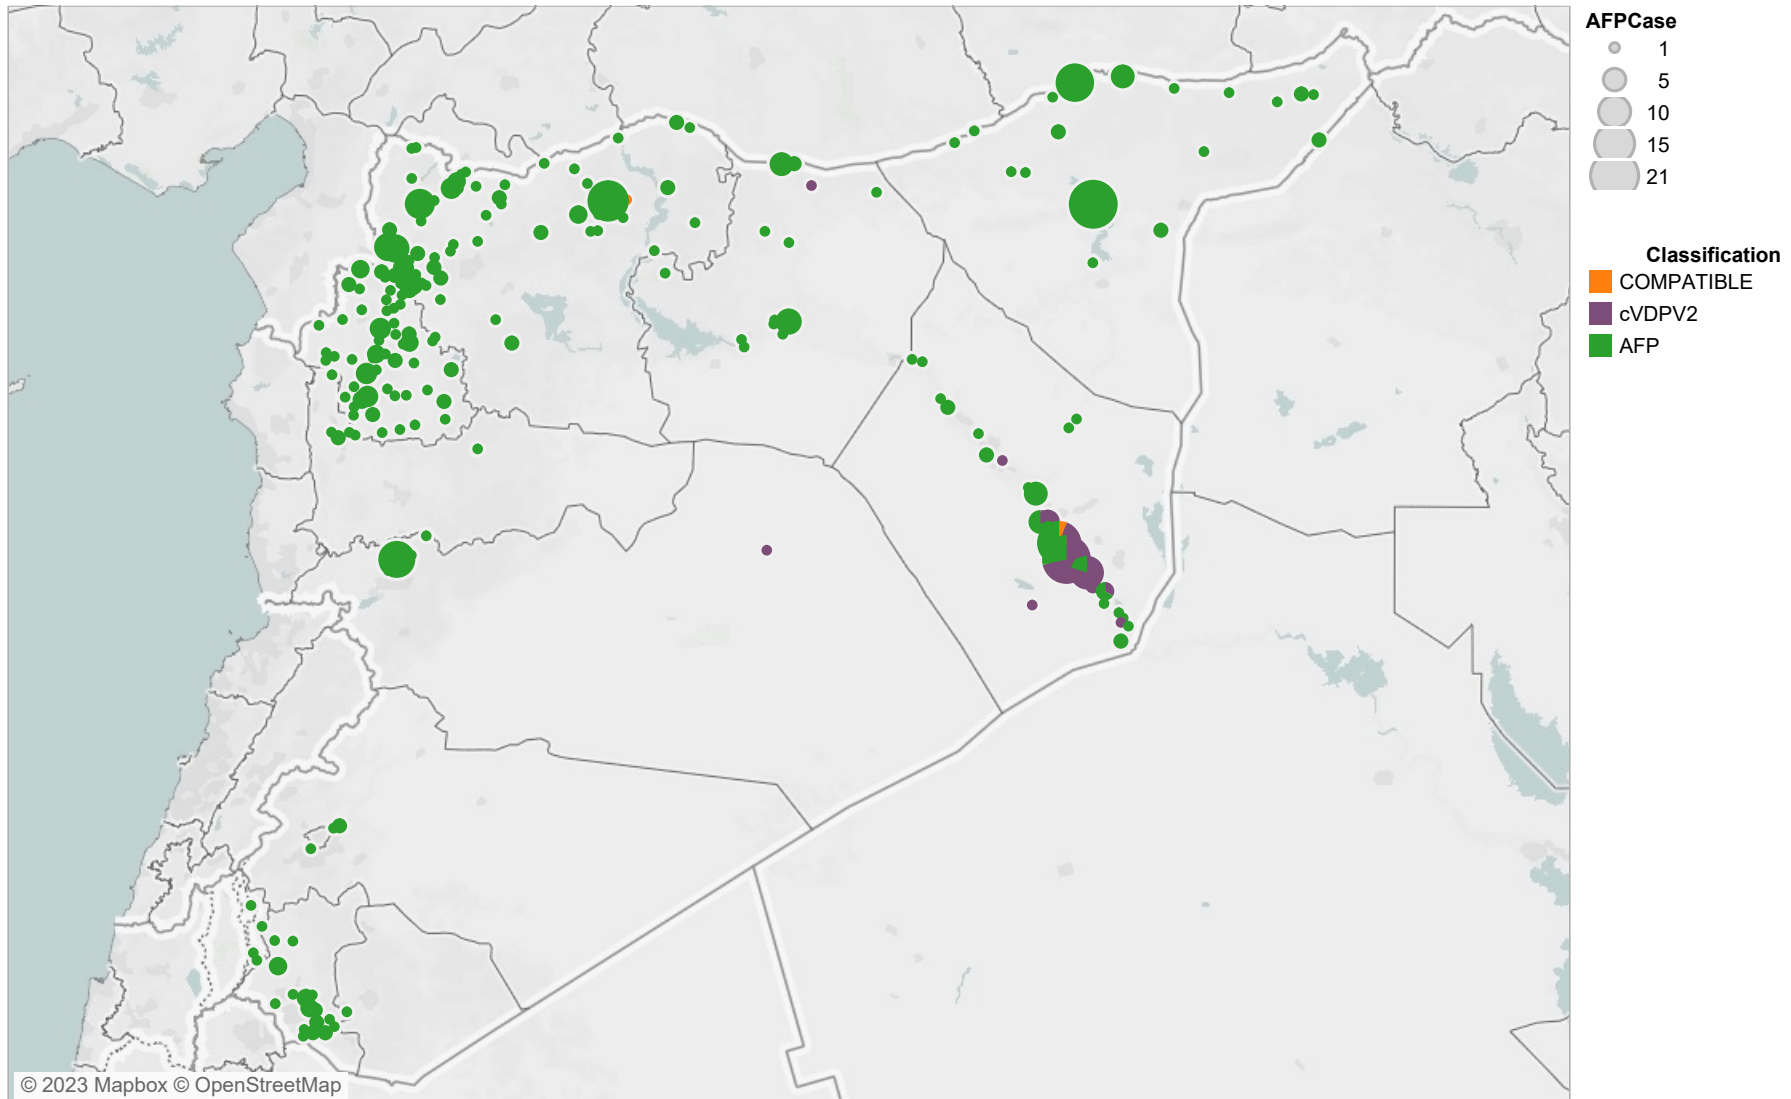 AFPCase
1
5
10
15
21
Classification
COMPATIBLE
cVDPV2
AFP
© 2023 Mapbox © OpenStreetMap